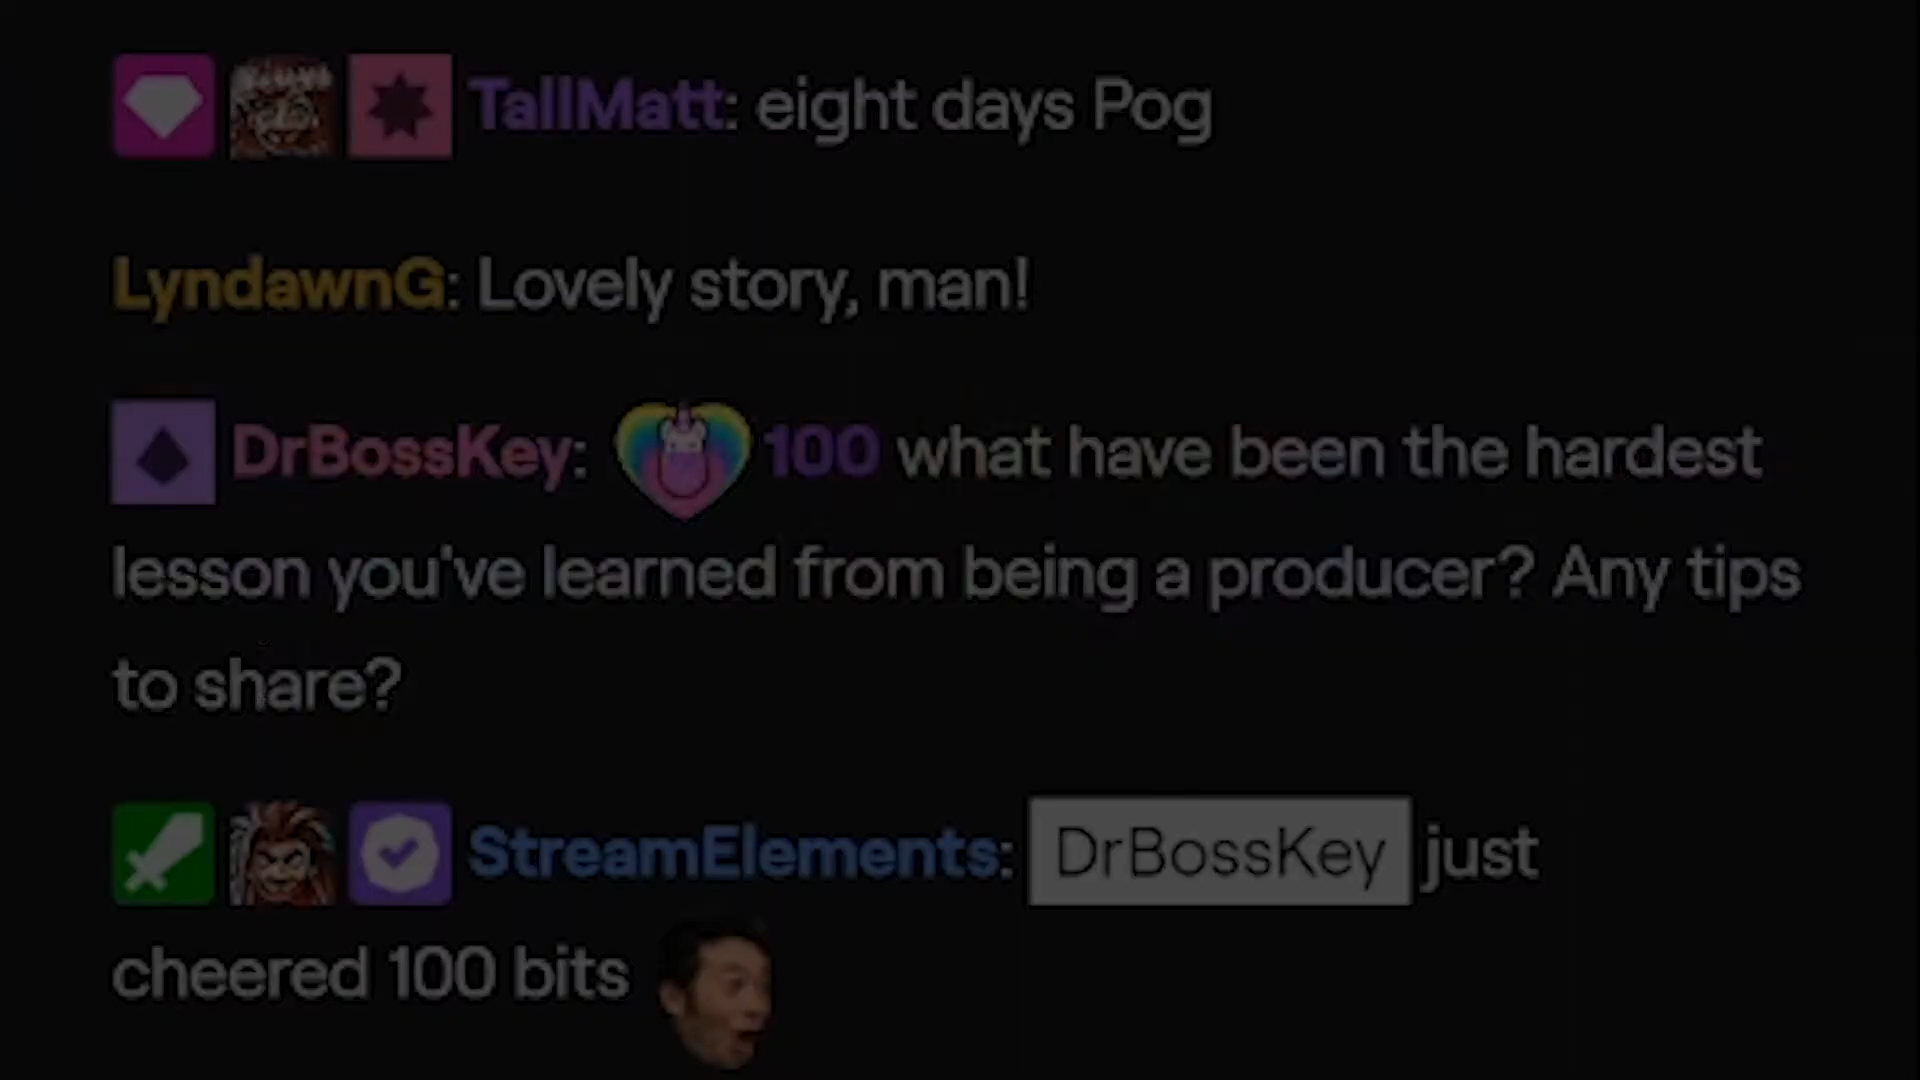 TallMatt: eight days Pog
LyndawnG: Lovely story, man!
DrBossKey: 100 what have been the hardest
lesson you've learned from being a producer? Any tips
to share?
StreamElements: DrBossKey just
cheered 100 bits